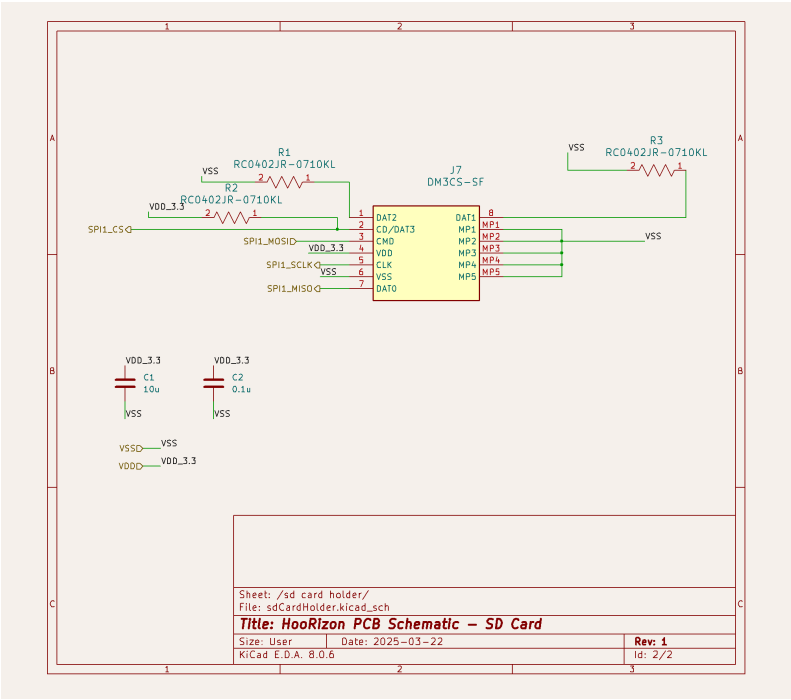 1 2 3
A A
R1
RC0402JR-0710KL
VSS
2 1
R2
RC0402JR-0710KL
VDD_3.3
2 1
SPI1_CS
R3
RC0402JR-0710KL
VSS
2 1
J7
DM3CS-SF
1 DAT2 DAT1 8
2 CD/DAT3 MP1 MP1
SPI1_MOSI 3 CMD MP2 MP2 VSS
VDD_3.3 4 VDD MP3 MP3
SPI1_SCLK 5 CLK MP4 MP4
VSS 6 VSS MP5 MP5
SPI1_MISO 7 DAT0
B B
VDD_3.3 VDD_3.3
C1 C2
10u 0.1u
VSS VSS
VSS VSS
VDD VDD_3.3
C C
Sheet: /sd card holder/
File: sdCardHolder.kicad_sch
Title: HooRizon PCB Schematic – SD Card
Size: User Date: 2025-03-22 Rev: 1
KiCad E.D.A. 8.0.6 Id: 2/2
1 2 3